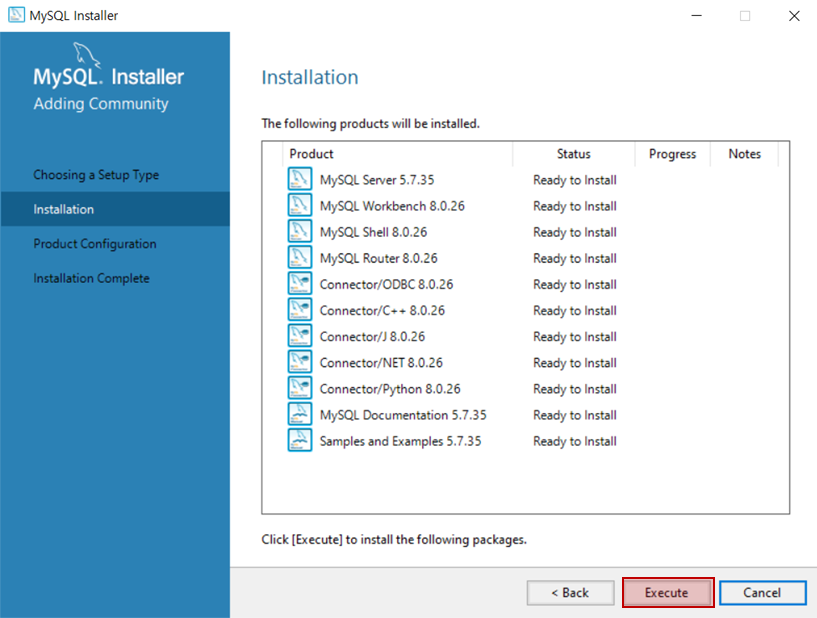 MySQL Installer
MySQL. Installer
Adding Community
Choosing a Setup Type
Installation
Product Configuration
Installation Complete
Installation
The following products will be installed.
Product Status Progress Notes
MySQL Server 5.7.35 Ready to Install
MySQL Workbench 8.0.26 Ready to Install
MySQL Shell 8.0.26 Ready to Install
MySQL Router 8.0.26 Ready to Install
Connector/ODBC 8.0.26 Ready to Install
Connector/C++ 8.0.26 Ready to Install
Connector/J 8.0.26 Ready to Install
Connector/NET 8.0.26 Ready to Install
Connector/Python 8.0.26 Ready to Install
MySQL Documentation 5.7.35 Ready to Install
Samples and Examples 5.7.35 Ready to Install
Click [Execute] to install the following packages.
< Back Execute Cancel